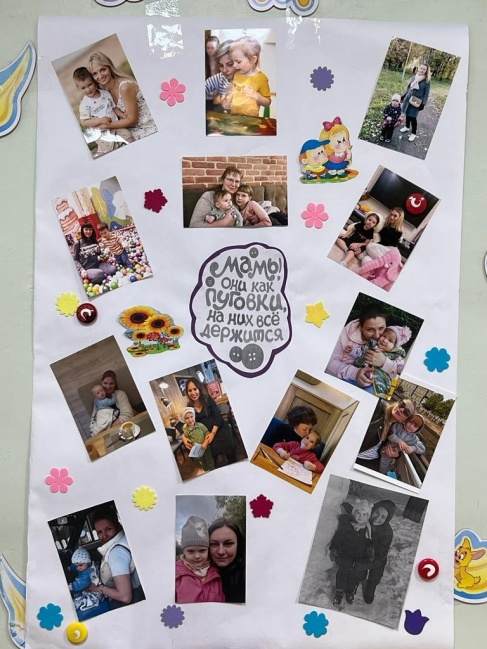 Мамы
они как
пуговки,
на них всё
держится